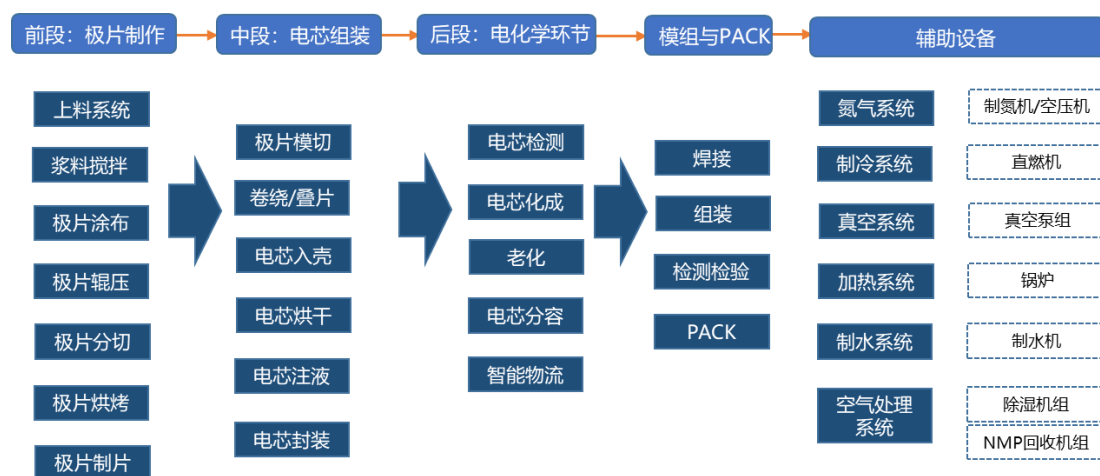 前段：极片制作
中段：电芯组装
后段：电化学环节
模组与PACK
辅助设备
上料系统
浆料搅拌
极片涂布
极片辊压
极片分切
极片烘烤
极片制片
极片模切
卷绕/叠片
电芯入壳
电芯烘干
电芯注液
电芯封装
电芯检测
电芯化成
老化
电芯分容
智能物流
焊接
组装
检测检验
PACK
氮气系统
制氮机/空压机
制冷系统
直燃机
真空系统
真空泵组
加热系统
锅炉
制水系统
制水机
空气处理
系统
除湿机组
NMP回收机组